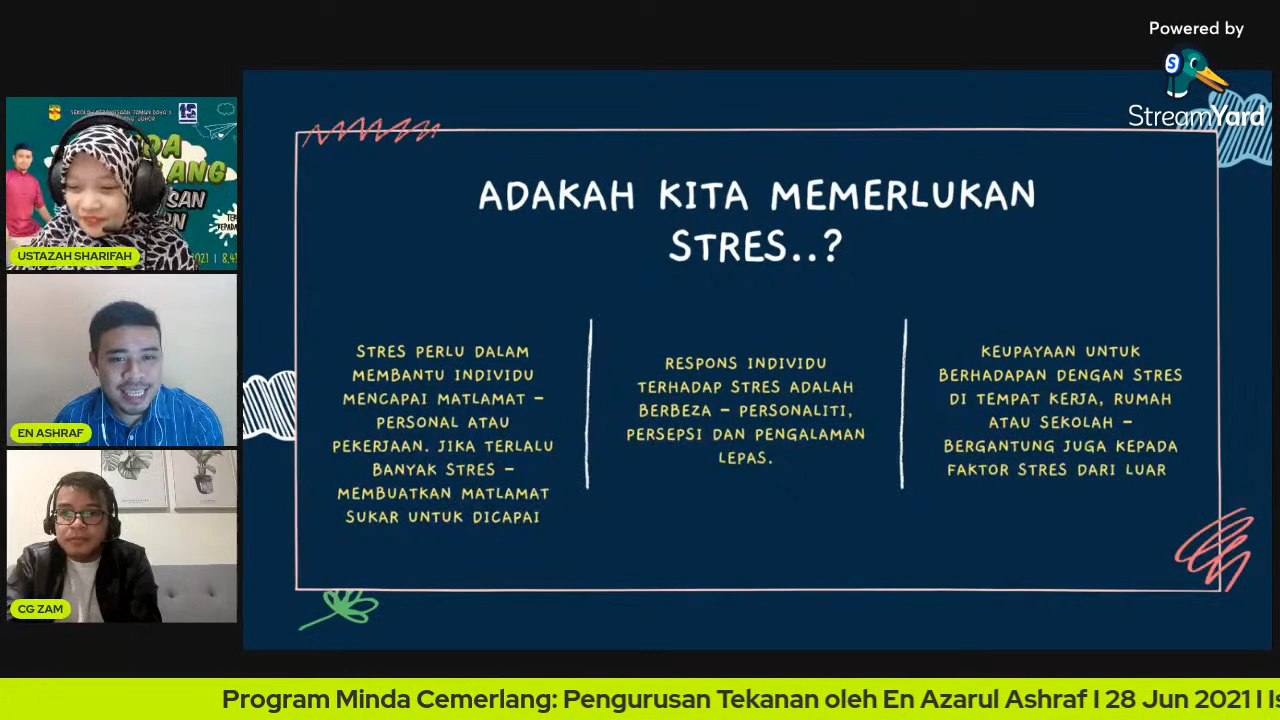 Powered by
StreamYard
ADAKAH KITA MEMERLUKAN
STRES..?
STRES PERLU DALAM
MEMBANTU INDIVIDU
MENCAPAI MATLAMAT –
PERSONAL ATAU
PEKERJAAN. JIKA TERLALU
BANYAK STRES –
MEMBUATKAN MATLAMAT
SUKAR UNTUK DICAPAI
RESPONS INDIVIDU
TERHADAP STRES ADALAH
BERBEZA – PERSONALITI,
PERSEPSI DAN PENGALAMAN
LEPAS.
KEUPAYAAN UNTUK
BERHADAPAN DENGAN STRES
DI TEMPAT KERJA, RUMAH
ATAU SEKOLAH –
BERGANTUNG JUGA KEPADA
FAKTOR STRES DARI LUAR
USTAZAH SHARIFAH
EN ASHRAF
CG ZAM
Program Minda Cemerlang: Pengurusan Tekanan oleh En Azarul Ashraf I 28 Jun 2021 I Is